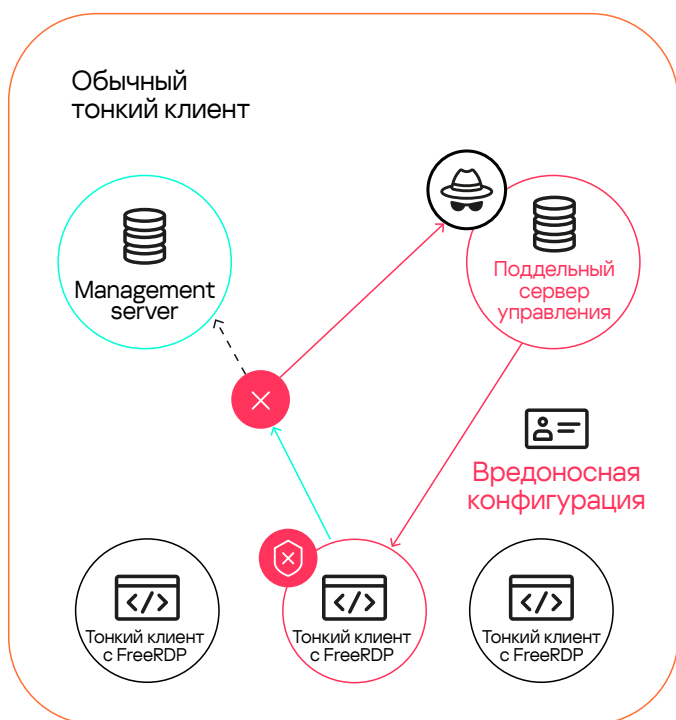 Обычный
тонкий клиент
Management
server
Поддельный
сервер
управления
Вредоносная
конфигурация
Тонкий клиент
с FreeRDP
Тонкий клиент
с FreeRDP
Тонкий клиент
с FreeRDP